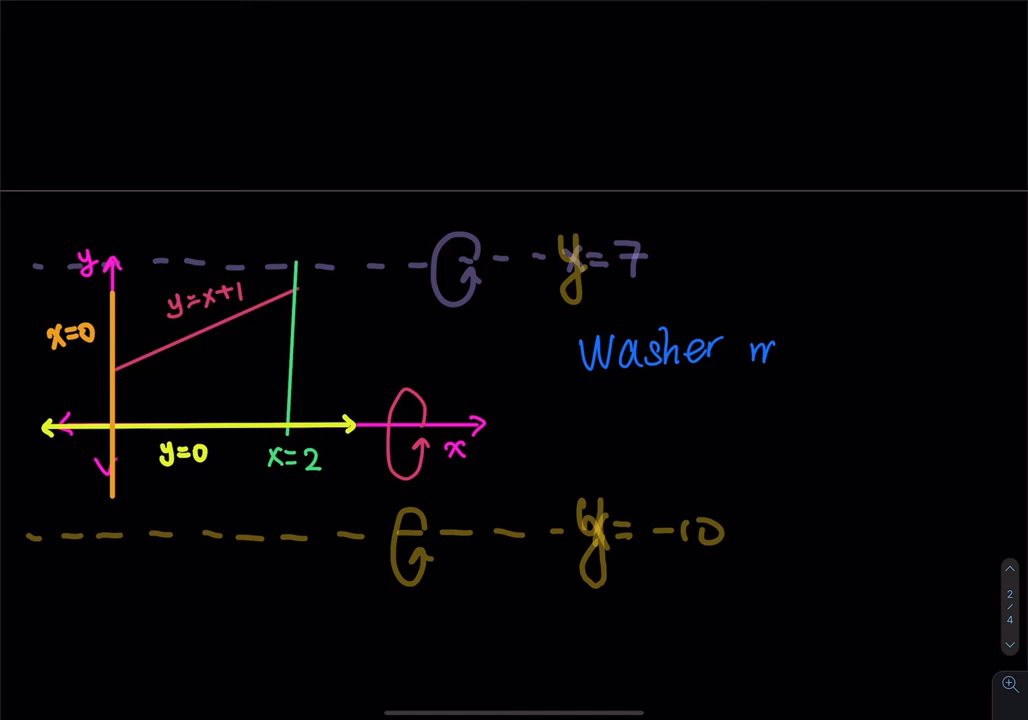 y
y=7
y=x+1
x=0
Washer m
y=0
x=2
x
y=-10
2
/
4